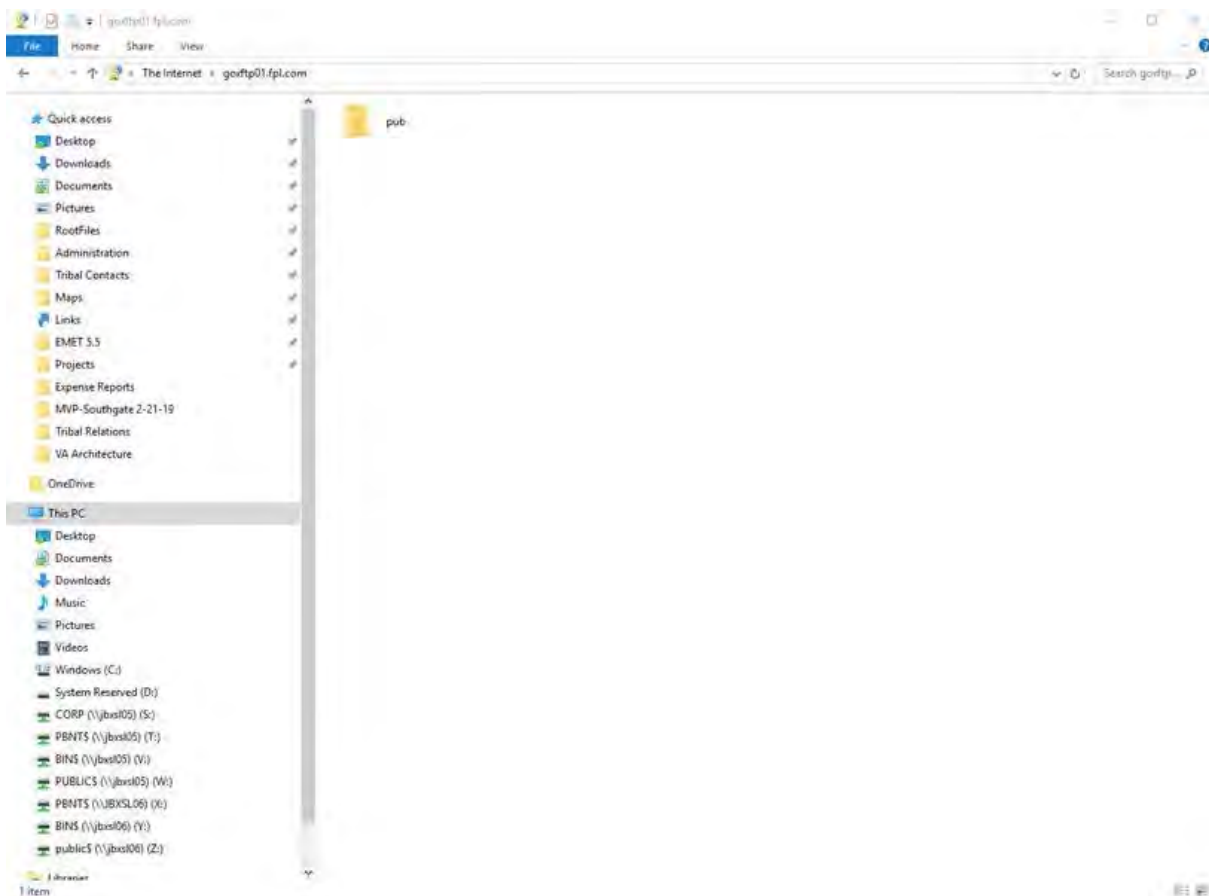 goxftp01.fpl.com
File Home Share View
The Internet goxftp01.fpl.com Search goxftp...
Quick access
Desktop
Downloads
Documents
Pictures
RootFiles
Administration
Tribal Contacts
Maps
Links
EMET 5.5
Projects
Expense Reports
MVP-Southgate 2-21-19
Tribal Relations
VA Architecture
OneDrive
This PC
Desktop
Documents
Downloads
Music
Pictures
Videos
Windows (C:)
System Reserved (D:)
CORP (\\jbxsl05) (S:)
PBNT$ (\\jbxsl05) (T:)
BIN$ (\\jbxsl05) (V:)
PUBLIC$ (\\jbxsl05) (W:)
PBNT$ (\\JBXSL06) (X:)
BIN$ (\\jbxsl06) (Y:)
public$ (\\jbxsl06) (Z:)
Libraries
1 item
pub